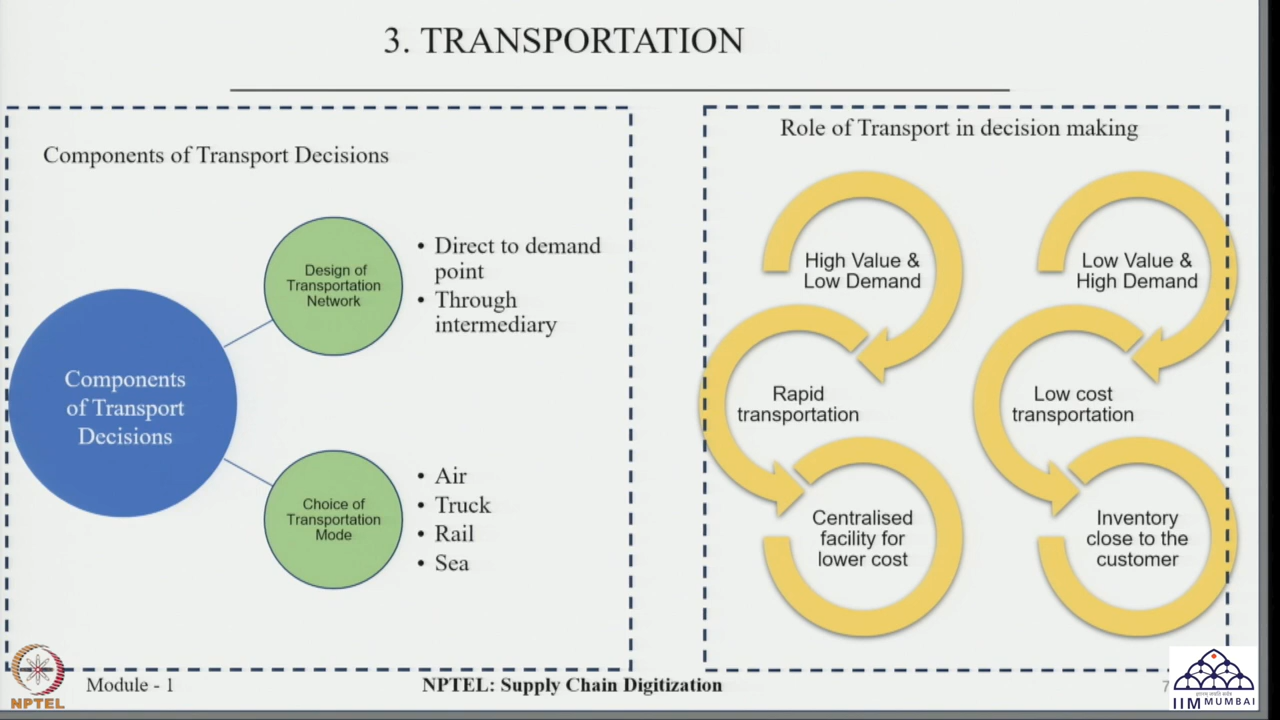 3. TRANSPORTATION
Components of Transport Decisions
Components
of Transport
Decisions
Design of
Transportation
Network
• Direct to demand
point
• Through
intermediary
Choice of
Transportation
Mode
• Air
• Truck
• Rail
• Sea
Role of Transport in decision making
High Value &
Low Demand
Rapid
transportation
Centralised
facility for
lower cost
Low Value &
High Demand
Low cost
transportation
Inventory
close to the
customer
NPTEL
Module - 1
NPTEL: Supply Chain Digitization
7
IIM MUMBAI